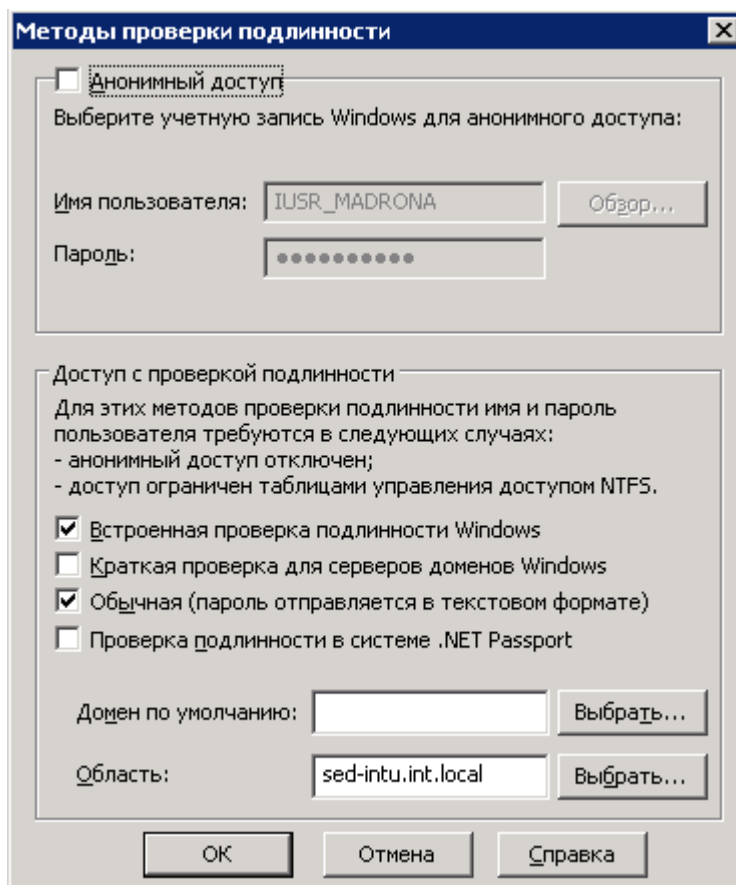 Методы проверки подлинности
Анонимный доступ
Выберите учетную запись Windows для анонимного доступа:
Имя пользователя: IUSR_MADRONA Обзор...
Пароль: ●●●●●●●●●●
Доступ с проверкой подлинности
Для этих методов проверки подлинности имя и пароль
пользователя требуются в следующих случаях:
- анонимный доступ отключен;
- доступ ограничен таблицами управления доступом NTFS.
Встроенная проверка подлинности Windows
Краткая проверка для серверов доменов Windows
Обычная (пароль отправляется в текстовом формате)
Проверка подлинности в системе .NET Passport
Домен по умолчанию: Выбрать...
Область: sed-intu.int.local Выбрать...
ОК Отмена Справка